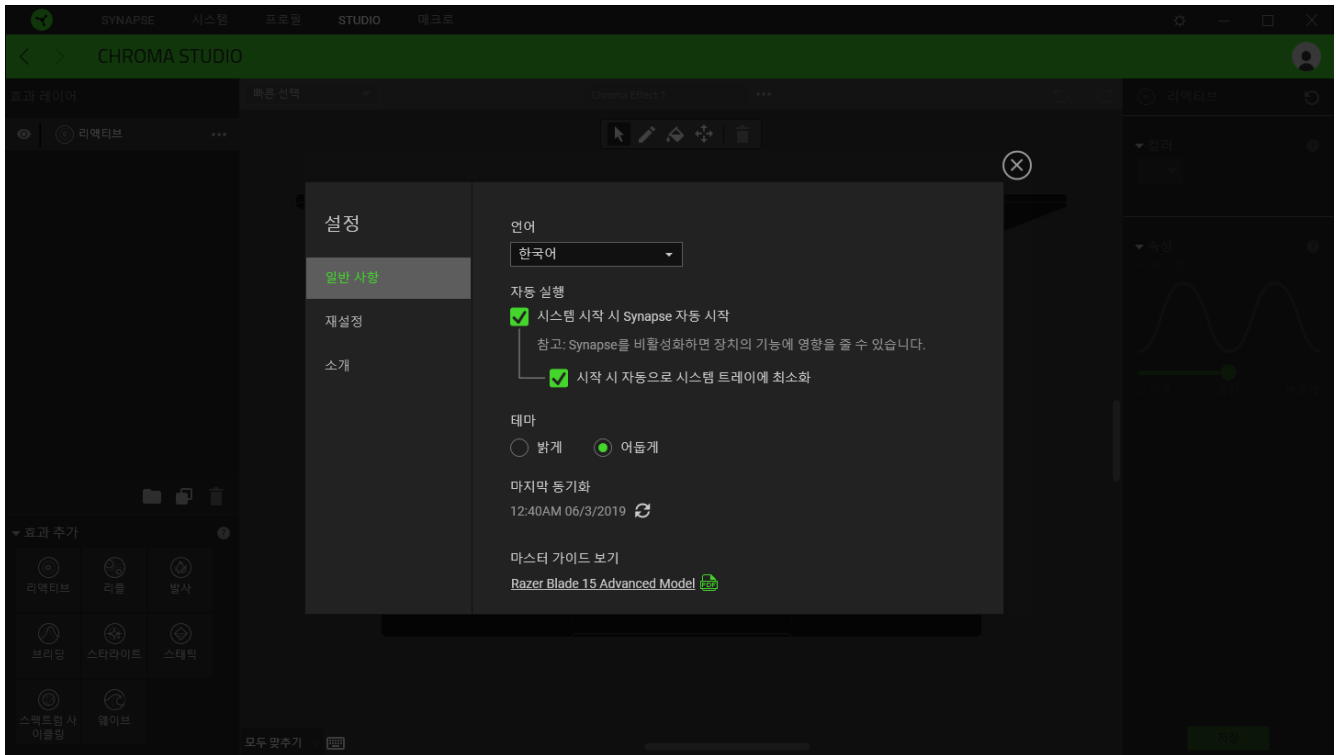 SYNAPSE 시스템 프로필 STUDIO 매크로
CHROMA STUDIO
효과 레이어
빠른 선택
Chroma Effect 1
리액티브
리액티브
컬러
속성
설정
일반 사항
재설정
소개
언어
한국어
자동 실행
시스템 시작 시 Synapse 자동 시작
참고: Synapse를 비활성화하면 장치의 기능에 영향을 줄 수 있습니다.
시작 시 자동으로 시스템 트레이에 최소화
테마
밝게 어둡게
마지막 동기화
12:40AM 06/3/2019
마스터 가이드 보기
Razer Blade 15 Advanced Model PDF
효과 추가
리액티브 리플 발사
브리딩 스타라이트 스태틱
스펙트럼 사
이클링
웨이브
모두 맞추기
저장